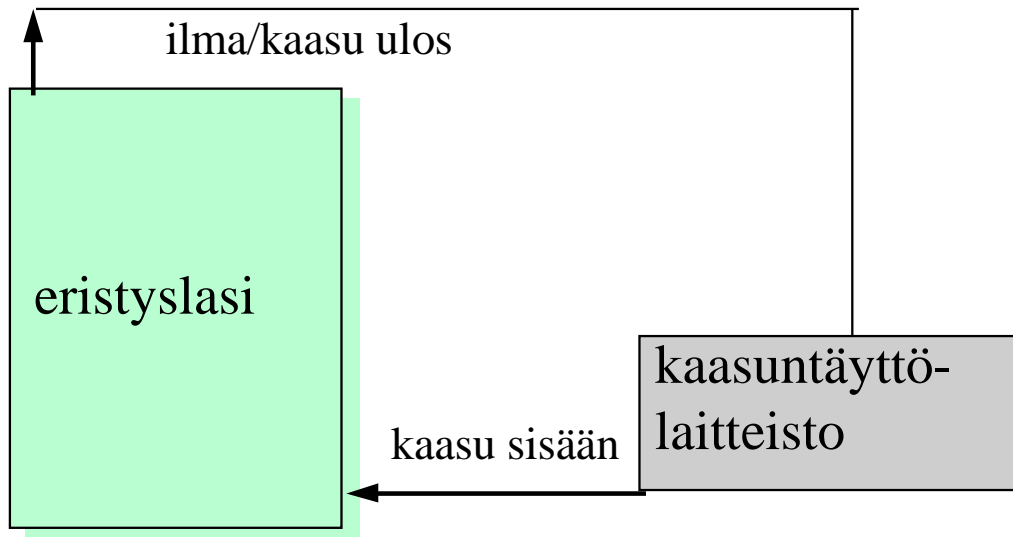 ilma/kaasu ulos
eristyslasi
kaasuntäyttö-
laitteisto
kaasu sisään